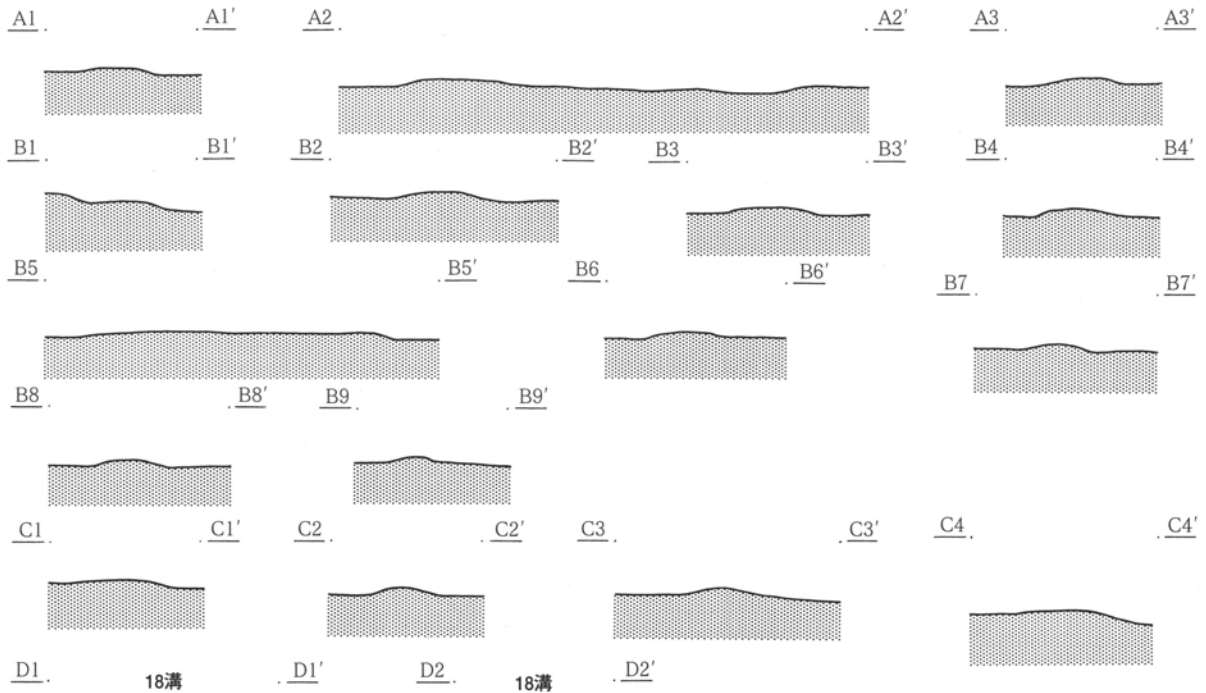 A1 A1′ A2 A2′ A3 A3′
B1 B1′ B2 B2′ B3 B3′ B4 B4′
B5 B5′ B6 B6′ B7 B7′
B8 B8′ B9 B9′
C1 C1′ C2 C2′ C3 C3′ C4 C4′
D1 18溝 D1′ D2 18溝 D2′